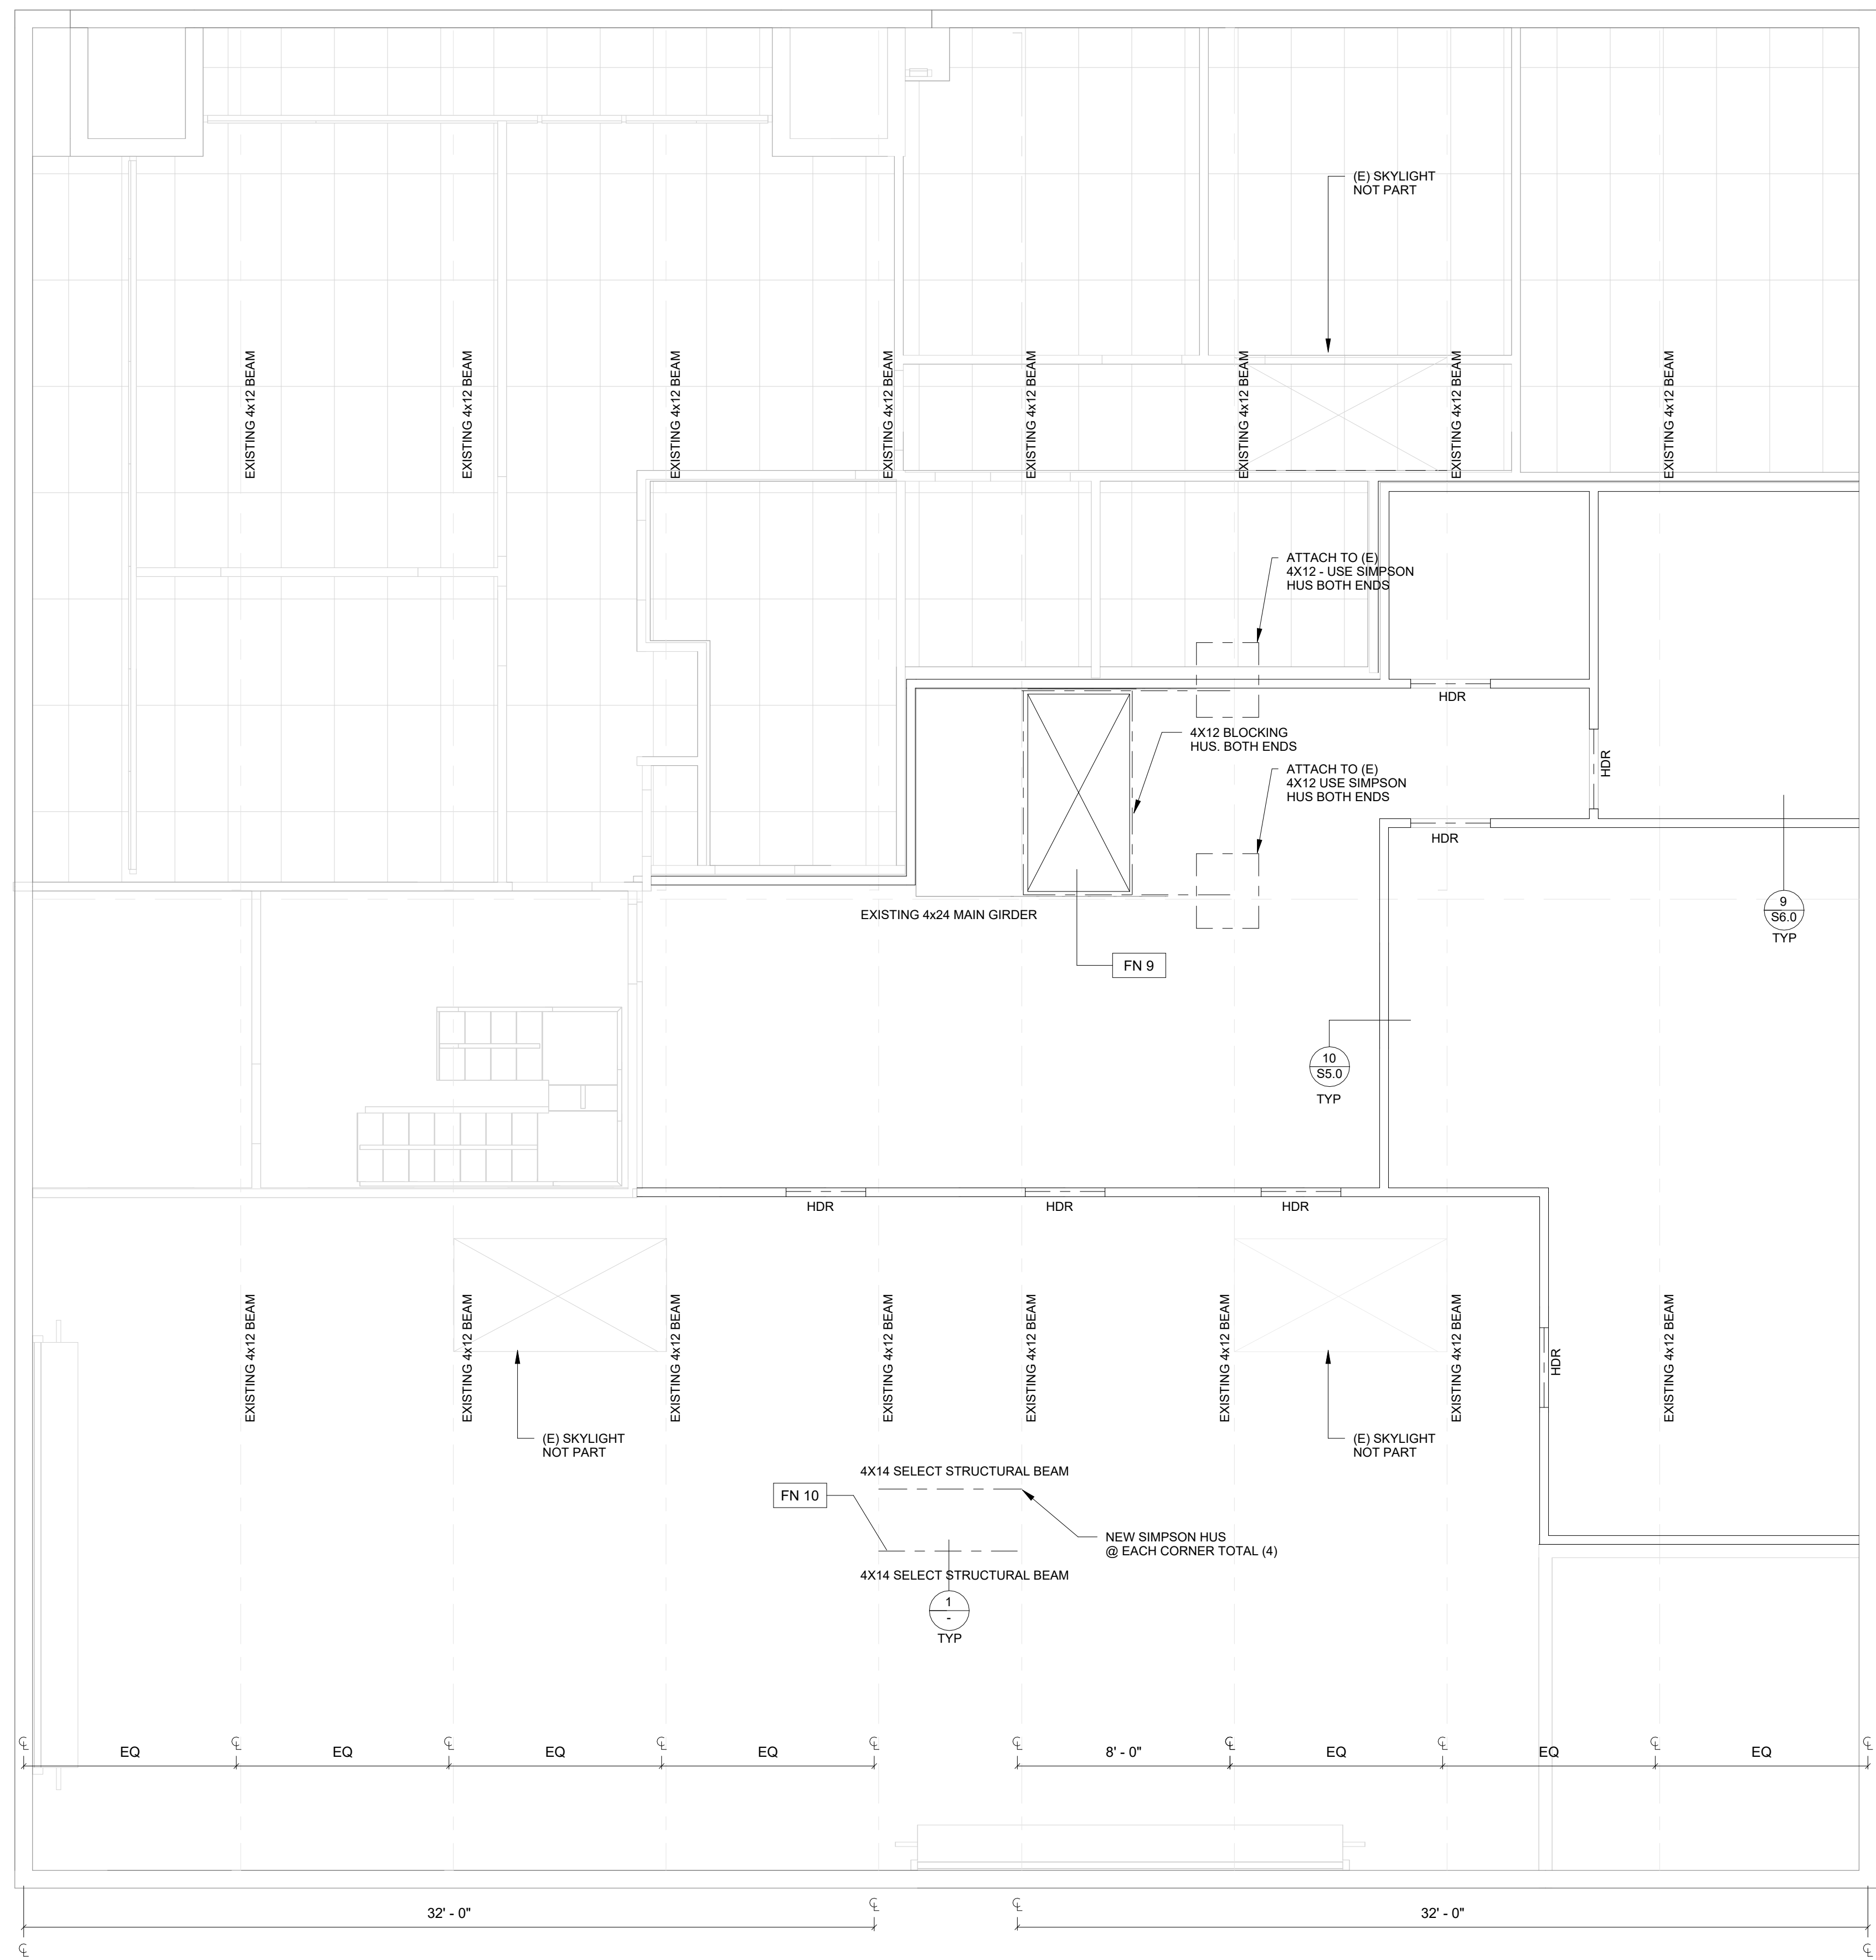 (E) SKYLIGHT
NOT PART
EXISTING 4x12 BEAM
EXISTING 4x12 BEAM
EXISTING 4x12 BEAM
EXISTING 4x12 BEAM
EXISTING 4x12 BEAM
EXISTING 4x12 BEAM
EXISTING 4x12 BEAM
EXISTING 4x12 BEAM
ATTACH TO (E)
4X12 - USE SIMPSON
HUS BOTH ENDS
HDR
4X12 BLOCKING
HUS. BOTH ENDS
HDR
ATTACH TO (E)
4X12 USE SIMPSON
HUS BOTH ENDS
HDR
EXISTING 4x24 MAIN GIRDER
9
S6.0
TYP
FN 9
10
S5.0
TYP
HDR
HDR
HDR
EXISTING 4x12 BEAM
EXISTING 4x12 BEAM
EXISTING 4x12 BEAM
EXISTING 4x12 BEAM
EXISTING 4x12 BEAM
EXISTING 4x12 BEAM
EXISTING 4x12 BEAM
EXISTING 4x12 BEAM
HDR
(E) SKYLIGHT
NOT PART
(E) SKYLIGHT
NOT PART
4X14 SELECT STRUCTURAL BEAM
FN 10
NEW SIMPSON HUS
@ EACH CORNER TOTAL (4)
4X14 SELECT STRUCTURAL BEAM
1
-
TYP
℄ ℄ ℄ ℄ ℄ ℄ ℄ ℄ ℄ ℄
EQ EQ EQ EQ 8' - 0" EQ EQ EQ
℄ ℄
32' - 0" 32' - 0"
℄ ℄